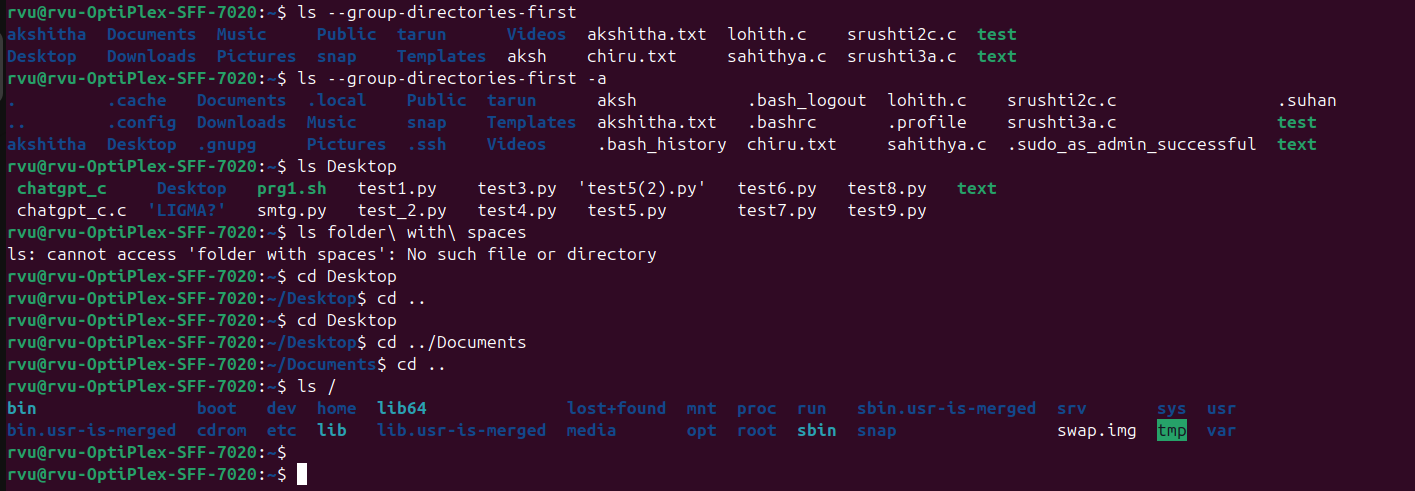 rvu@rvu-OptiPlex-SFF-7020:~$ ls --group-directories-first
akshitha  Documents  Music     Public  tarun      Videos  akshitha.txt  lohith.c    srushti2c.c  test
Desktop   Downloads  Pictures  snap    Templates  aksh    chiru.txt     sahithya.c  srushti3a.c  text
rvu@rvu-OptiPlex-SFF-7020:~$ ls --group-directories-first -a
.         .cache   Documents  .local    Public  tarun      aksh           .bash_logout  lohith.c    srushti2c.c                .suhan
..        .config  Downloads  Music     snap    Templates  akshitha.txt   .bashrc       .profile    srushti3a.c                test
akshitha  Desktop  .gnupg     Pictures  .ssh    Videos     .bash_history  chiru.txt     sahithya.c  .sudo_as_admin_successful  text
rvu@rvu-OptiPlex-SFF-7020:~$ ls Desktop
 chatgpt_c     Desktop   prg1.sh   test1.py    test3.py  'test5(2).py'   test6.py   test8.py   text
 chatgpt_c.c  'LIGMA?'   smtg.py   test_2.py   test4.py   test5.py       test7.py   test9.py
rvu@rvu-OptiPlex-SFF-7020:~$ ls folder\ with\ spaces
ls: cannot access 'folder with spaces': No such file or directory
rvu@rvu-OptiPlex-SFF-7020:~$ cd Desktop
rvu@rvu-OptiPlex-SFF-7020:~/Desktop$ cd ..
rvu@rvu-OptiPlex-SFF-7020:~$ cd Desktop
rvu@rvu-OptiPlex-SFF-7020:~/Desktop$ cd ../Documents
rvu@rvu-OptiPlex-SFF-7020:~/Documents$ cd ..
rvu@rvu-OptiPlex-SFF-7020:~$ ls /
bin                boot   dev  home  lib64              lost+found  mnt  proc  run   sbin.usr-is-merged  srv       sys  usr
bin.usr-is-merged  cdrom  etc  lib   lib.usr-is-merged  media       opt  root  sbin  snap                swap.img  tmp  var
rvu@rvu-OptiPlex-SFF-7020:~$
rvu@rvu-OptiPlex-SFF-7020:~$